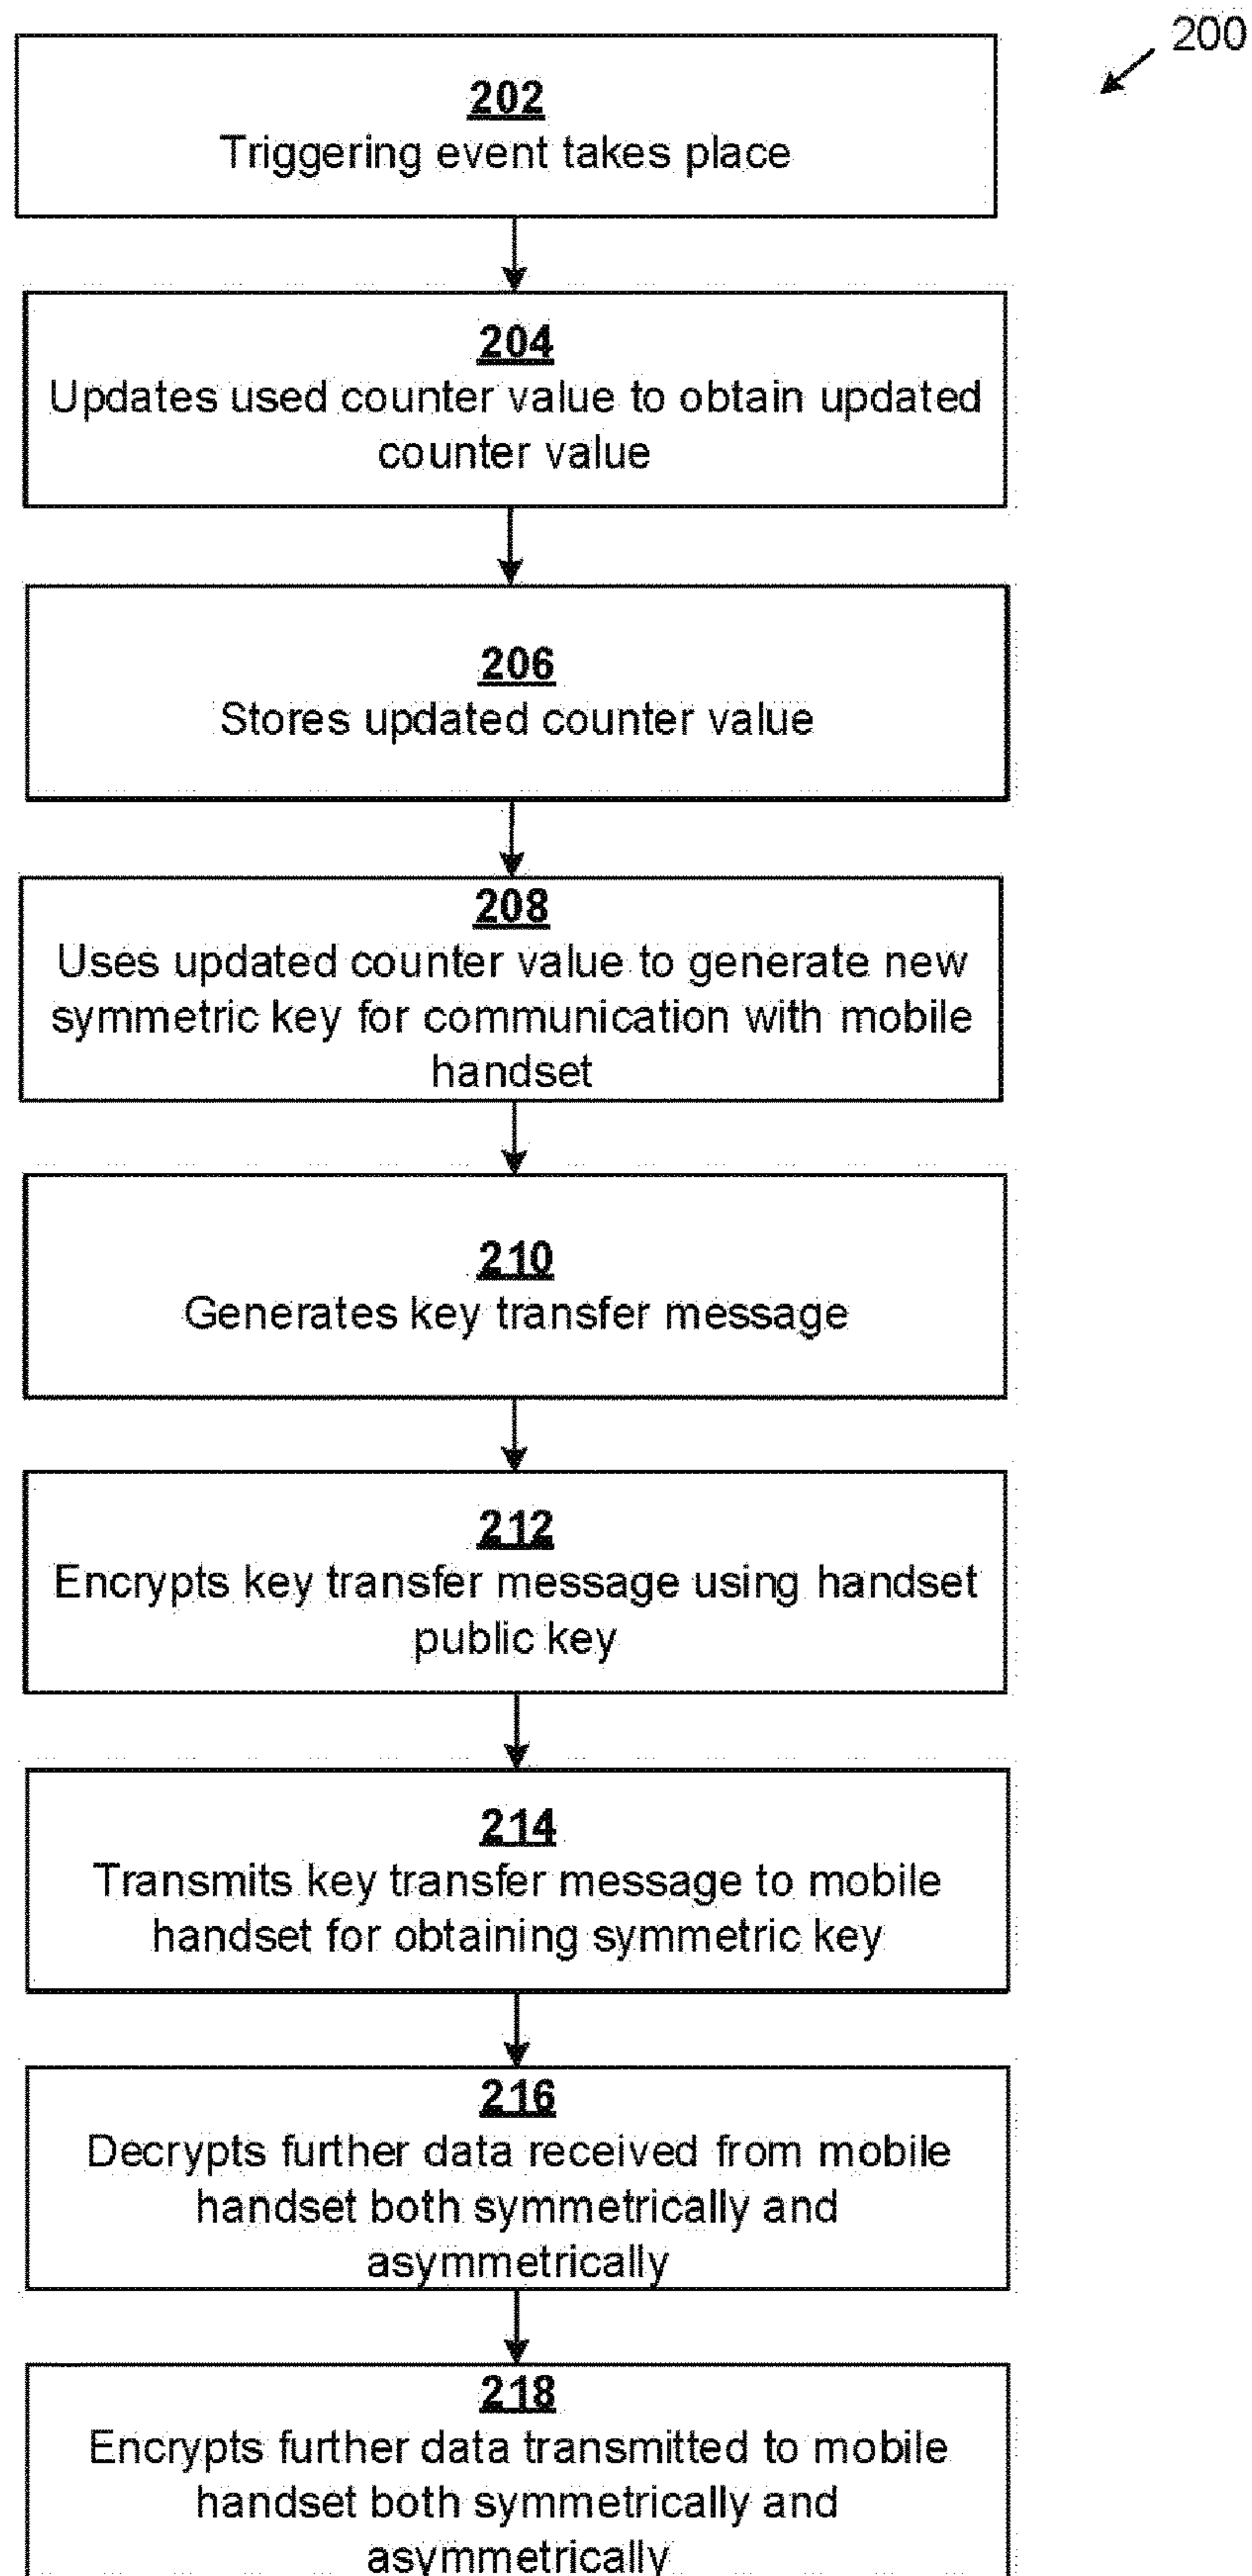 200
202
Triggering event takes place
204
Updates used counter value to obtain updated
counter value
206
Stores updated counter value
208
Uses updated counter value to generate new
symmetric key for communication with mobile
handset
210
Generates key transfer message
212
Encrypts key transfer message using handset
public key
214
Transmits key transfer message to mobile
handset for obtaining symmetric key
216
Decrypts further data received from mobile
handset both symmetrically and
asymmetrically
218
Encrypts further data transmitted to mobile
handset both symmetrically and
asymmetrically